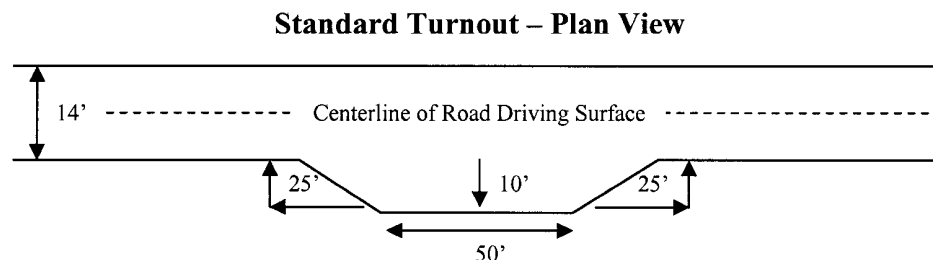 Standard Turnout – Plan View
14’
Centerline of Road Driving Surface
25’
10’
25’
50’